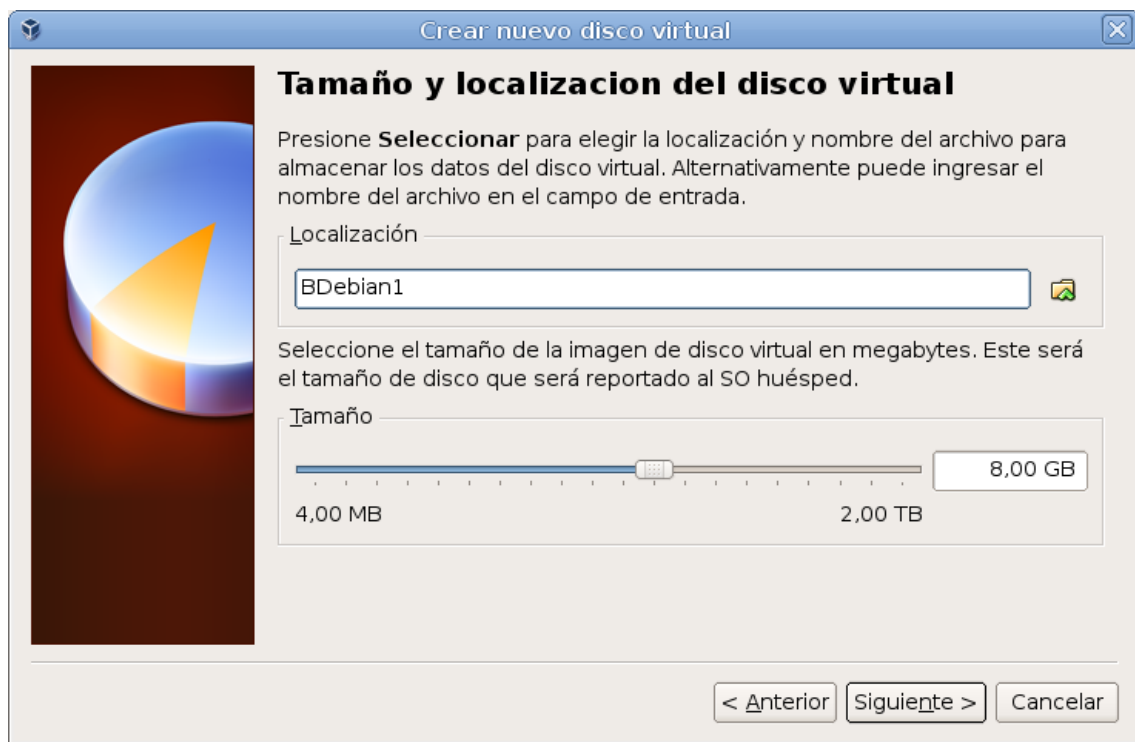 Crear nuevo disco virtual
Tamaño y localizacion del disco virtual
Presione Seleccionar para elegir la localización y nombre del archivo para
almacenar los datos del disco virtual. Alternativamente puede ingresar el
nombre del archivo en el campo de entrada.
Localización
BDebian1
Seleccione el tamaño de la imagen de disco virtual en megabytes. Este será
el tamaño de disco que será reportado al SO huésped.
Tamaño
8,00 GB
4,00 MB 2,00 TB
< Anterior Siguiente > Cancelar